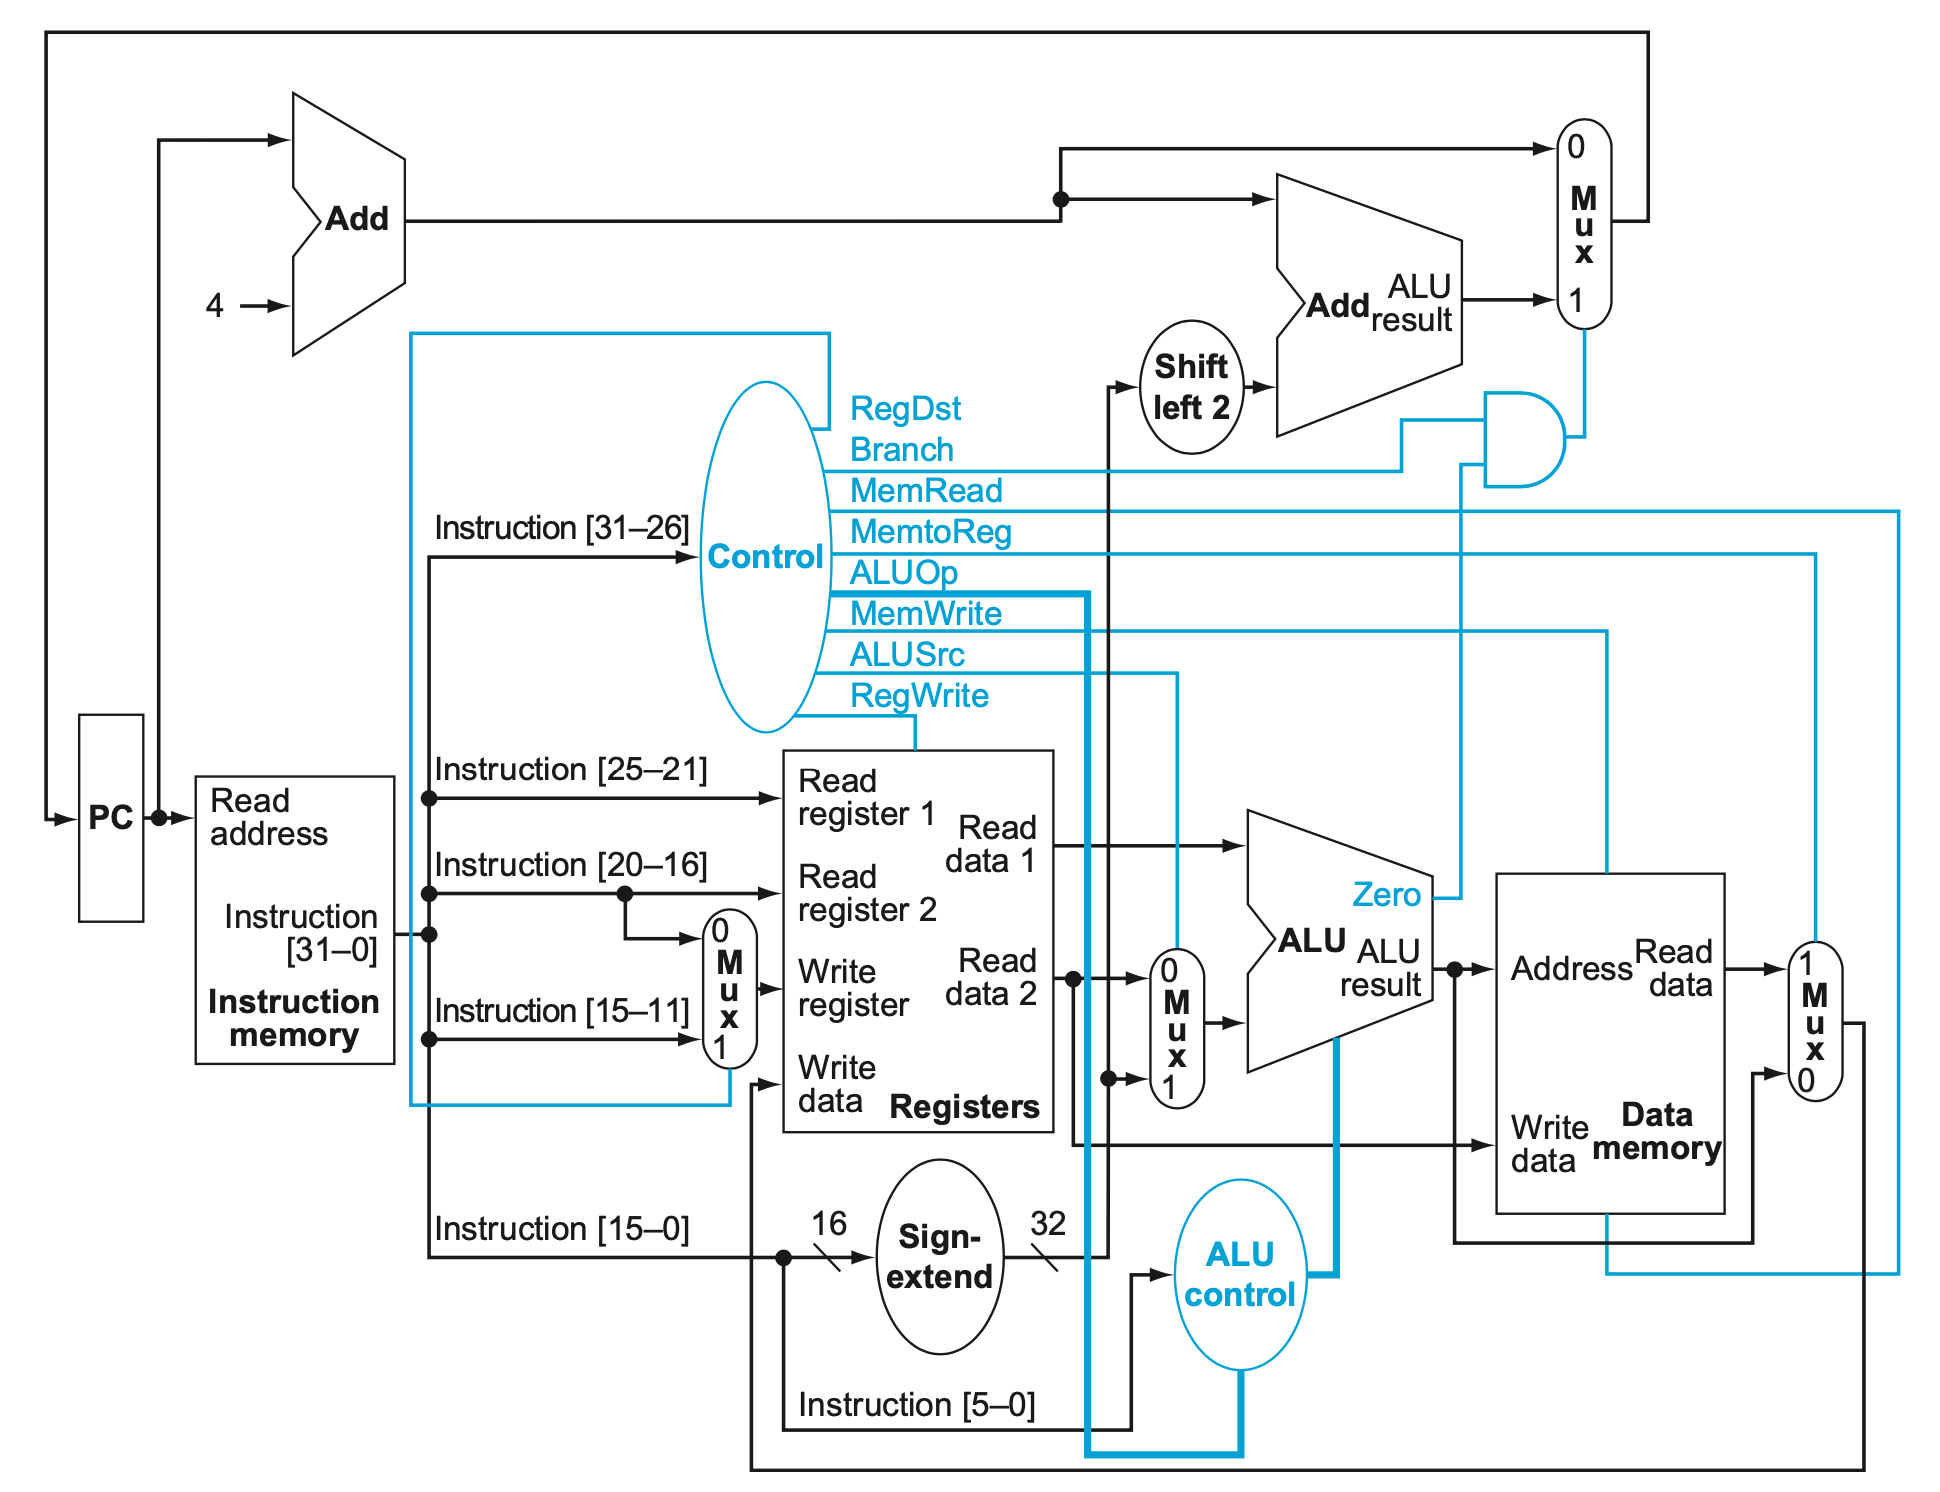 Add
4
0
M
u
x
1
Add
ALU
result
Shift
left 2
RegDst
Branch
MemRead
MemtoReg
ALUOp
MemWrite
ALUSrc
RegWrite
Control
Instruction [31–26]
Instruction [25–21]
Instruction [20–16]
Instruction [15–11]
Instruction [15–0]
Instruction [5–0]
PC
Read
address
Instruction
[31–0]
Instruction
memory
0
M
u
x
1
Read
register 1
Read
register 2
Write
register
Write
data
Read
data 1
Read
data 2
Registers
0
M
u
x
1
Zero
ALU
ALU
result
Address
Read
data
Write
data
Data
memory
1
M
u
x
0
16
Sign-
extend
32
ALU
control